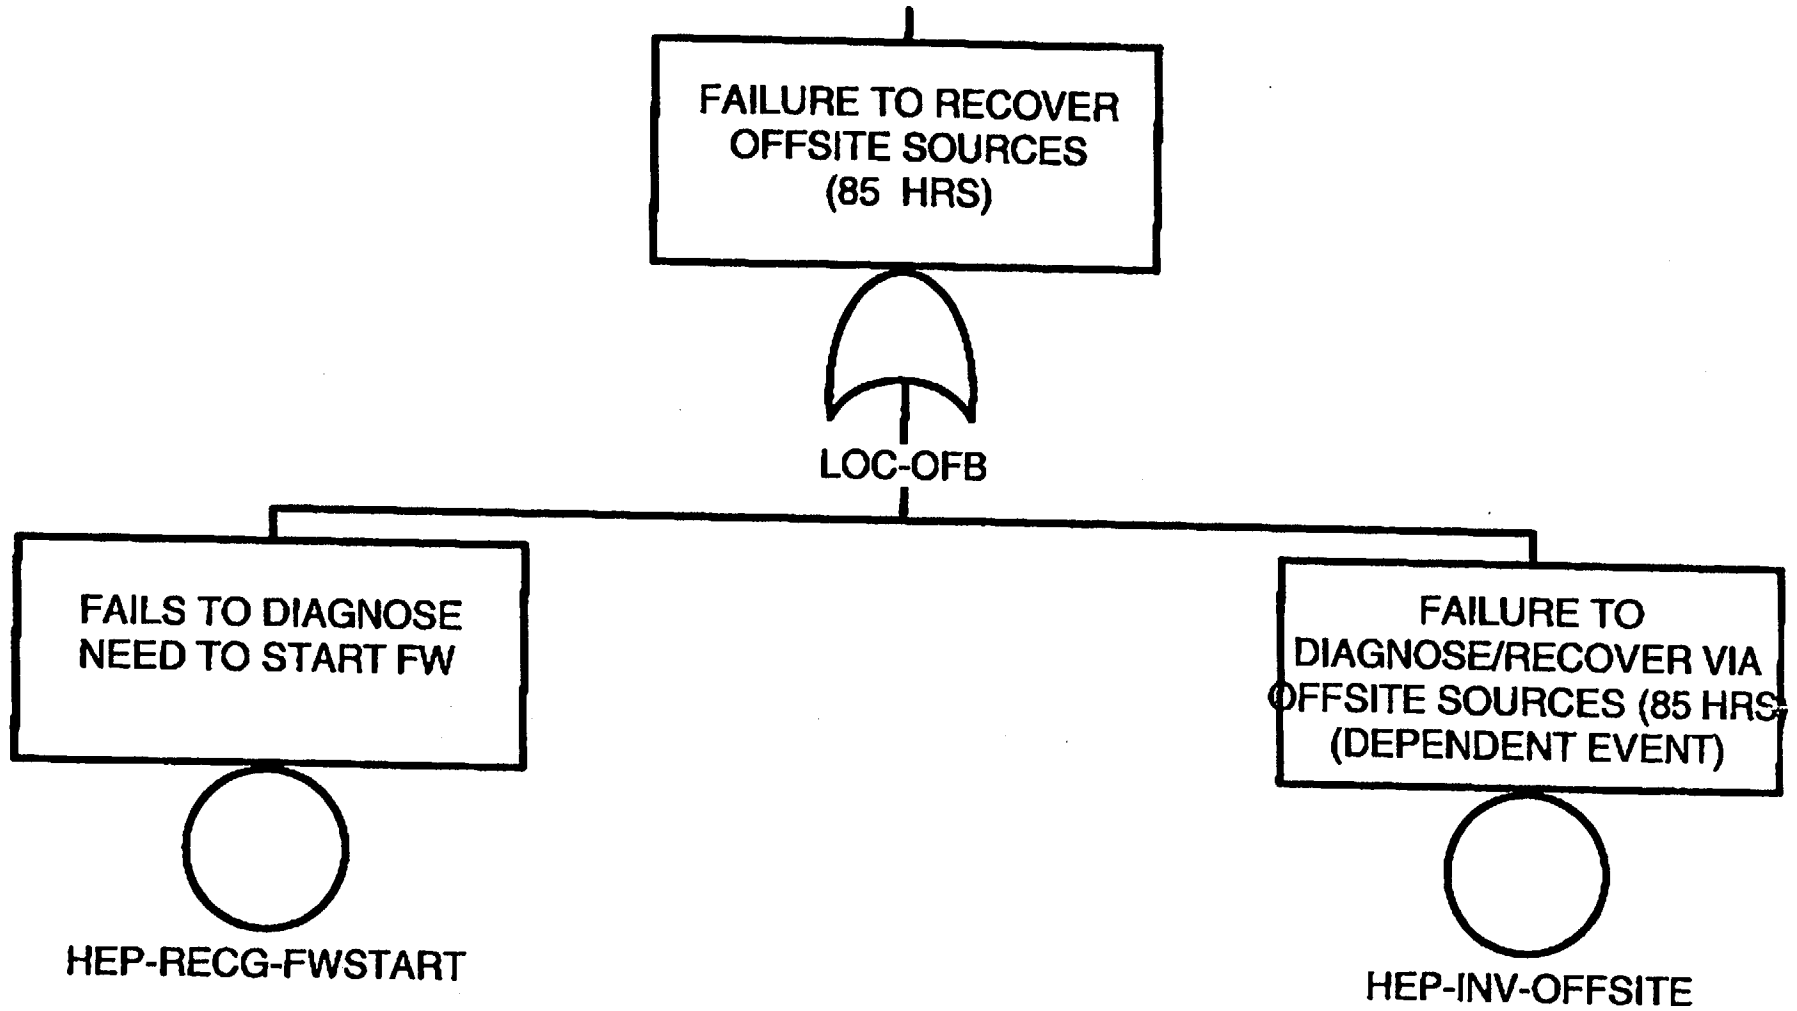 FAILURE TO RECOVER
OFFSITE SOURCES
(85 HRS)
LOC-OFB
FAILS TO DIAGNOSE
NEED TO START FW
HEP-RECG-FWSTART
FAILURE TO
DIAGNOSE/RECOVER VIA
OFFSITE SOURCES (85 HRS)
(DEPENDENT EVENT)
HEP-INV-OFFSITE